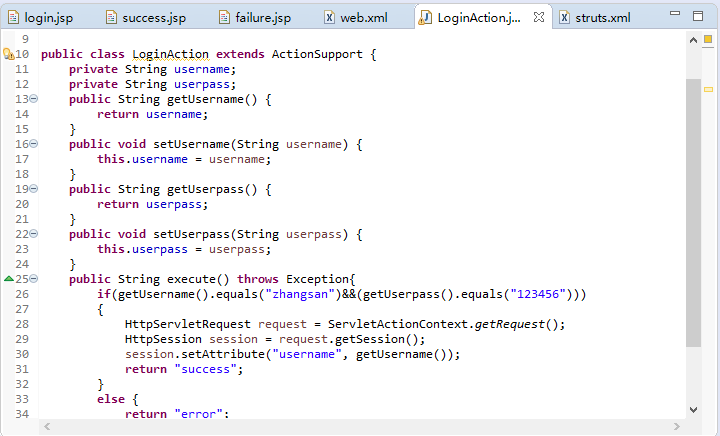 login.jsp success.jsp failure.jsp web.xml LoginAction.j... struts.xml
9
10 public class LoginAction extends ActionSupport {
11 private String username;
12 private String userpass;
13 public String getUsername() {
14 return username;
15 }
16 public void setUsername(String username) {
17 this.username = username;
18 }
19 public String getUserpass() {
20 return userpass;
21 }
22 public void setUserpass(String userpass) {
23 this.userpass = userpass;
24 }
25 public String execute() throws Exception{
26 if(getUsername().equals("zhangsan")&&(getUserpass().equals("123456")))
27 {
28 HttpServletRequest request = ServletActionContext.getRequest();
29 HttpSession session = request.getSession();
30 session.setAttribute("username", getUsername());
31 return "success";
32 }
33 else {
34 return "error";